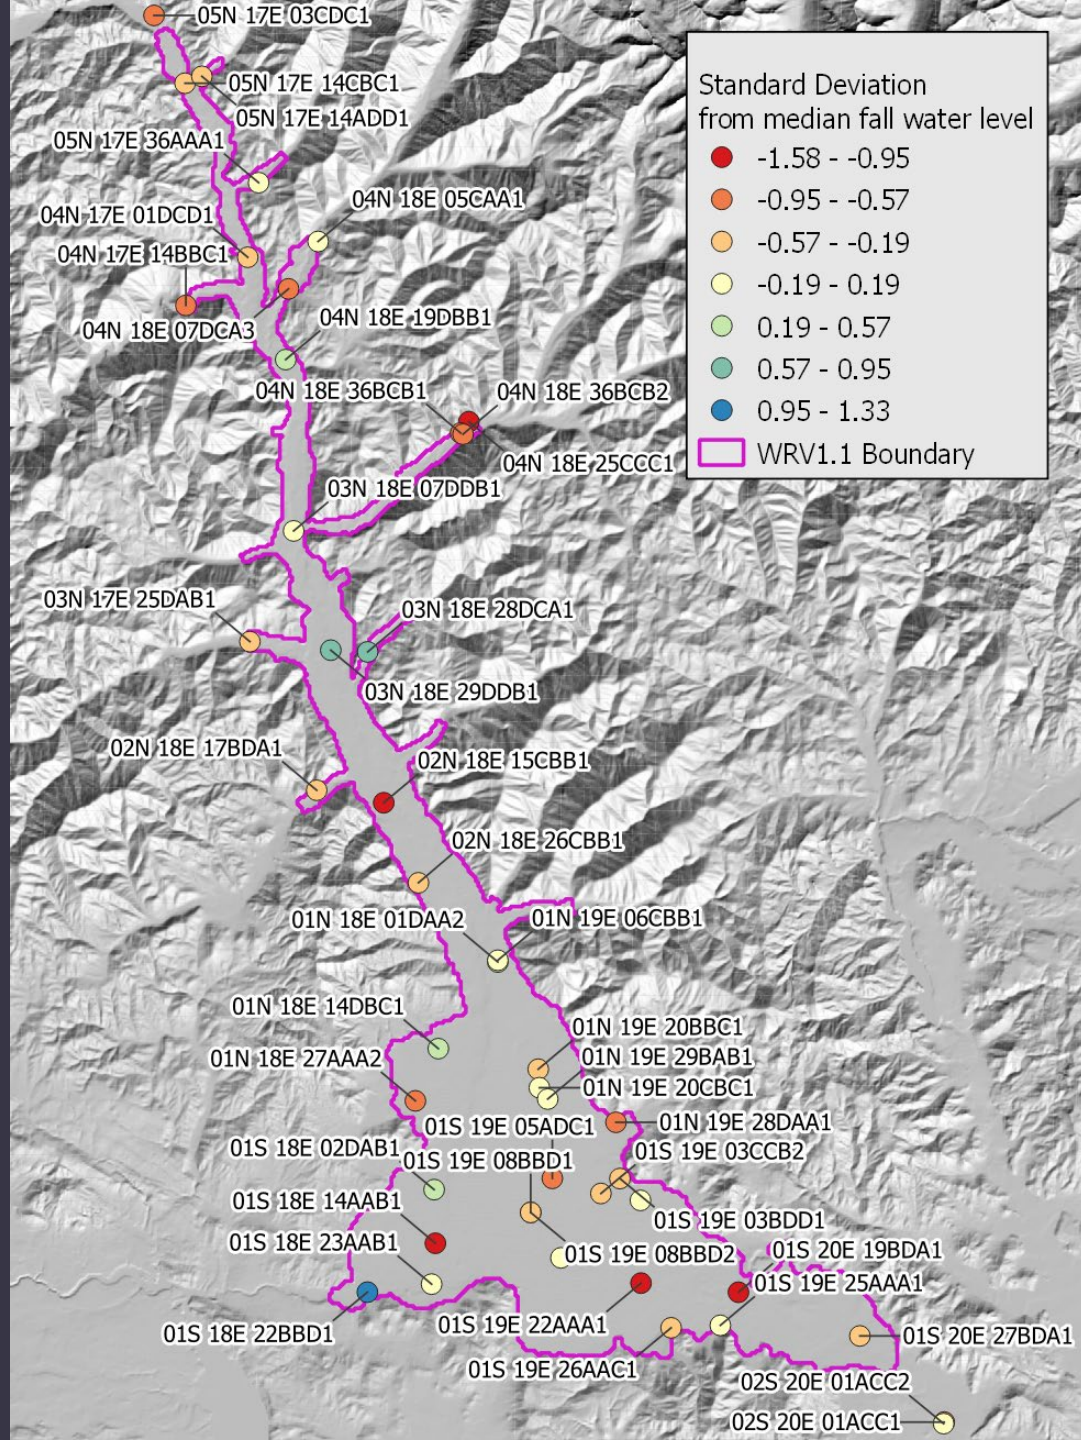 05N 17E 03CDC1
05N 17E 14CBC1
05N 17E 14ADD1
05N 17E 36AAA1
04N 18E 05CAA1
04N 17E 01DCD1
04N 17E 14BBC1
04N 18E 07DCA3
04N 18E 19DBB1
04N 18E 36BCB1
04N 18E 36BCB2
04N 18E 25CCC1
03N 18E 07DDB1
03N 17E 25DAB1
03N 18E 28DCA1
03N 18E 29DDB1
02N 18E 17BDA1
02N 18E 15CBB1
02N 18E 26CBB1
01N 18E 01DAA2
01N 19E 06CBB1
01N 18E 14DBC1
01N 19E 20BBC1
01N 18E 27AAA2
01N 19E 29BAB1
01N 19E 20CBC1
01S 19E 05ADC1
01N 19E 28DAA1
01S 18E 02DAB1
01S 19E 08BBD1
01S 19E 03CCB2
01S 18E 14AAB1
01S 19E 03BDD1
01S 18E 23AAB1
01S 19E 08BBD2
01S 20E 19BDA1
01S 19E 25AAA1
01S 18E 22BBD1
01S 19E 22AAA1
01S 20E 27BDA1
01S 19E 26AAC1
02S 20E 01ACC2
02S 20E 01ACC1
Standard Deviation
from median fall water level
-1.58 - -0.95
-0.95 - -0.57
-0.57 - -0.19
-0.19 - 0.19
0.19 - 0.57
0.57 - 0.95
0.95 - 1.33
WRV1.1 Boundary